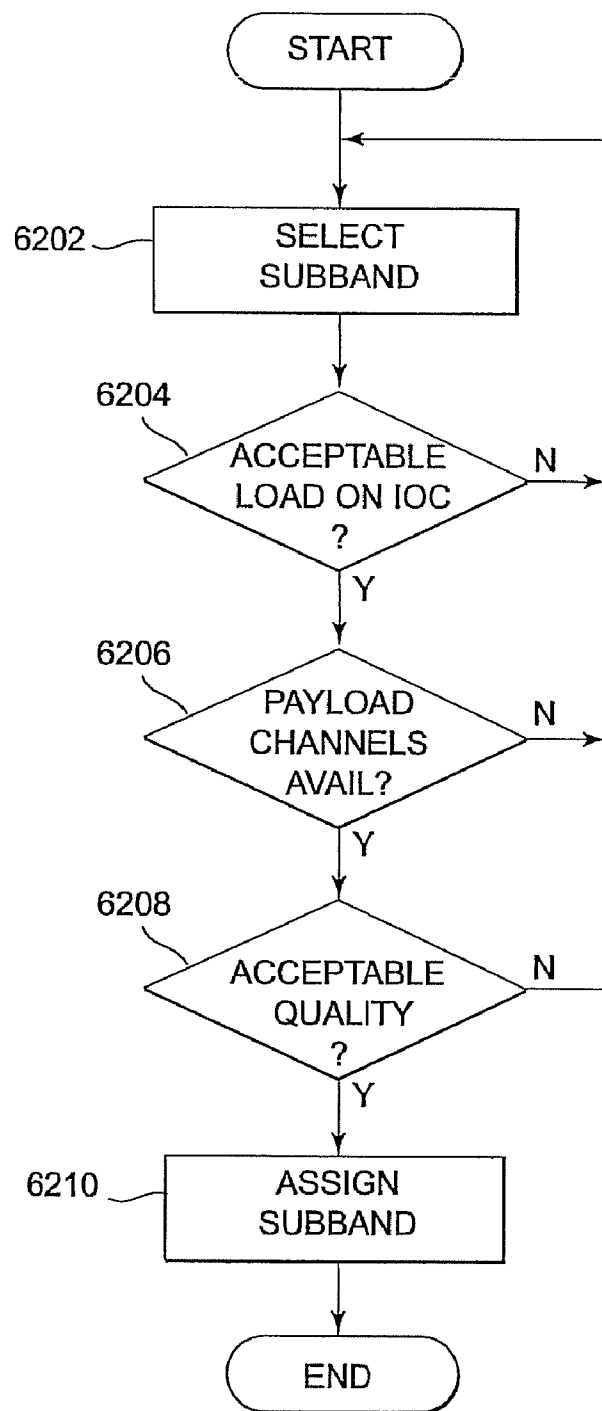 START
6202
SELECT
SUBBAND
6204
ACCEPTABLE
LOAD ON IOC
?
N
Y
6206
PAYLOAD
CHANNELS
AVAIL?
N
Y
6208
ACCEPTABLE
QUALITY
?
N
Y
6210
ASSIGN
SUBBAND
END